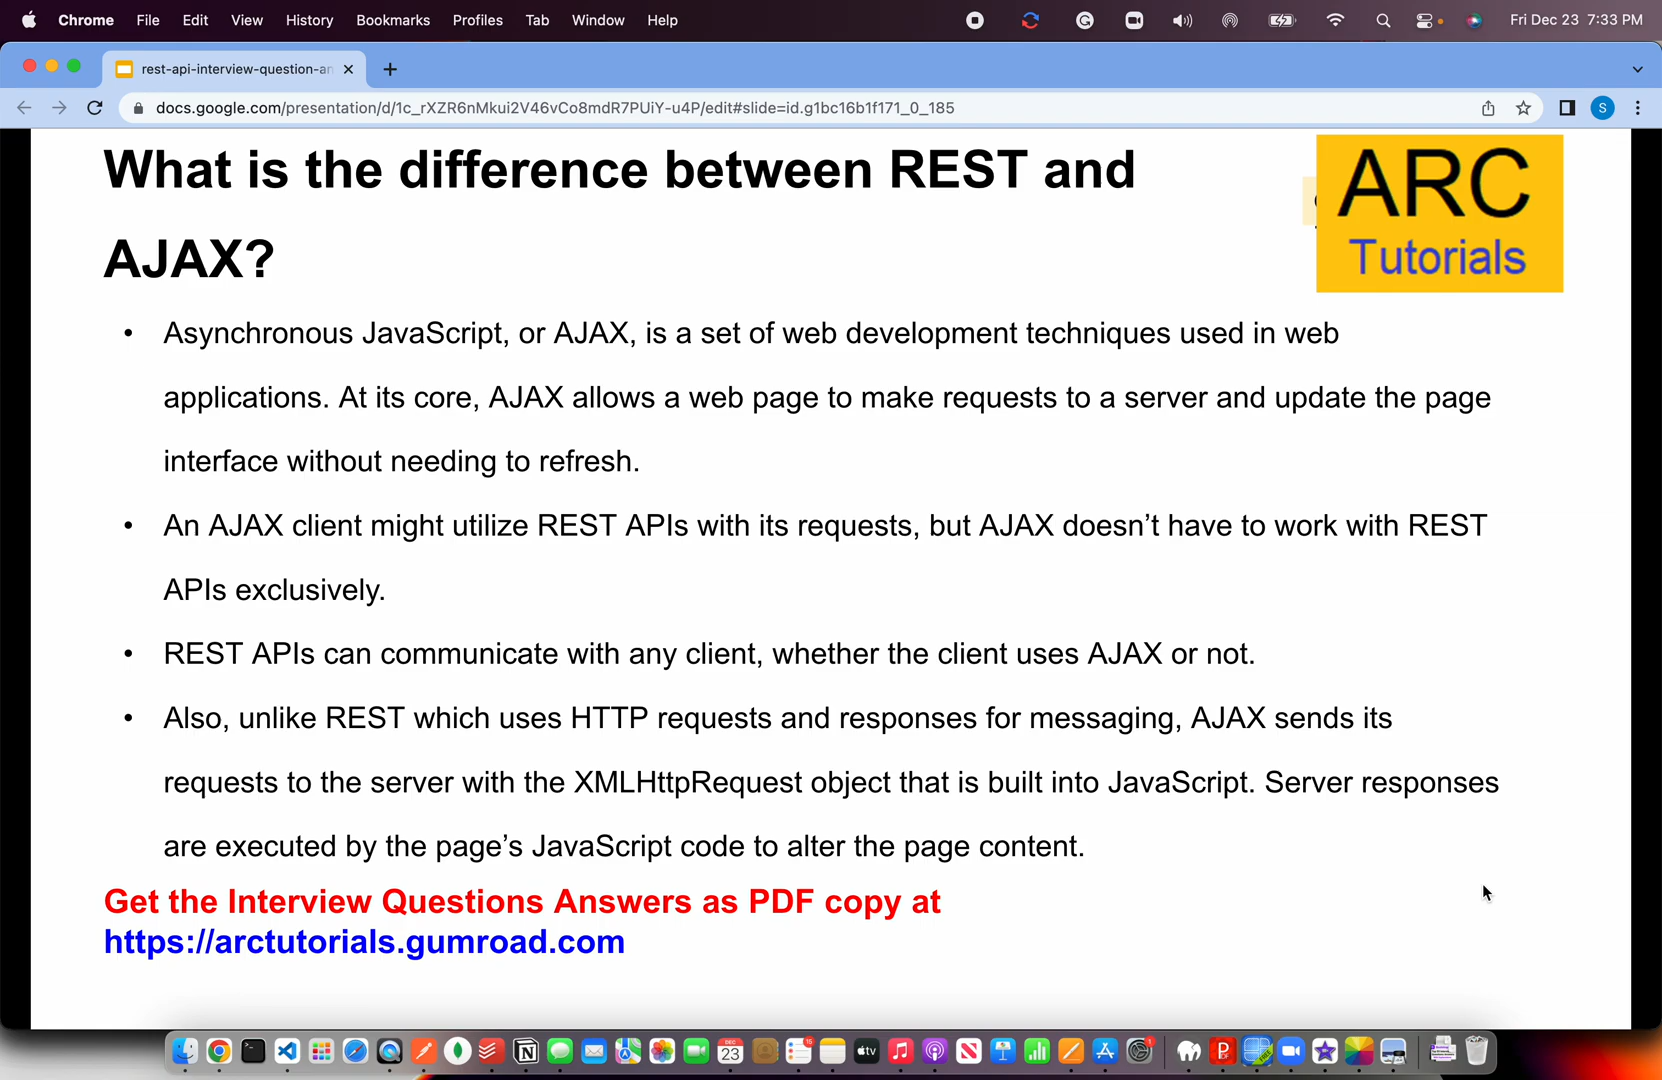 Chrome File Edit View History Bookmarks Profiles Tab Window Help Fri Dec 23 7:33 PM
rest-api-interview-question-an
docs.google.com/presentation/d/1c_rXZR6nMkui2V46vCo8mdR7PUiY-u4P/edit#slide=id.g1bc16b1f171_0_185
S
What is the difference between REST and
AJAX?
ARC
Tutorials
• Asynchronous JavaScript, or AJAX, is a set of web development techniques used in web
applications. At its core, AJAX allows a web page to make requests to a server and update the page
interface without needing to refresh.
• An AJAX client might utilize REST APIs with its requests, but AJAX doesn’t have to work with REST
APIs exclusively.
• REST APIs can communicate with any client, whether the client uses AJAX or not.
• Also, unlike REST which uses HTTP requests and responses for messaging, AJAX sends its
requests to the server with the XMLHttpRequest object that is built into JavaScript. Server responses
are executed by the page’s JavaScript code to alter the page content.
Get the Interview Questions Answers as PDF copy at
https://arctutorials.gumroad.com
DEC
23
tv